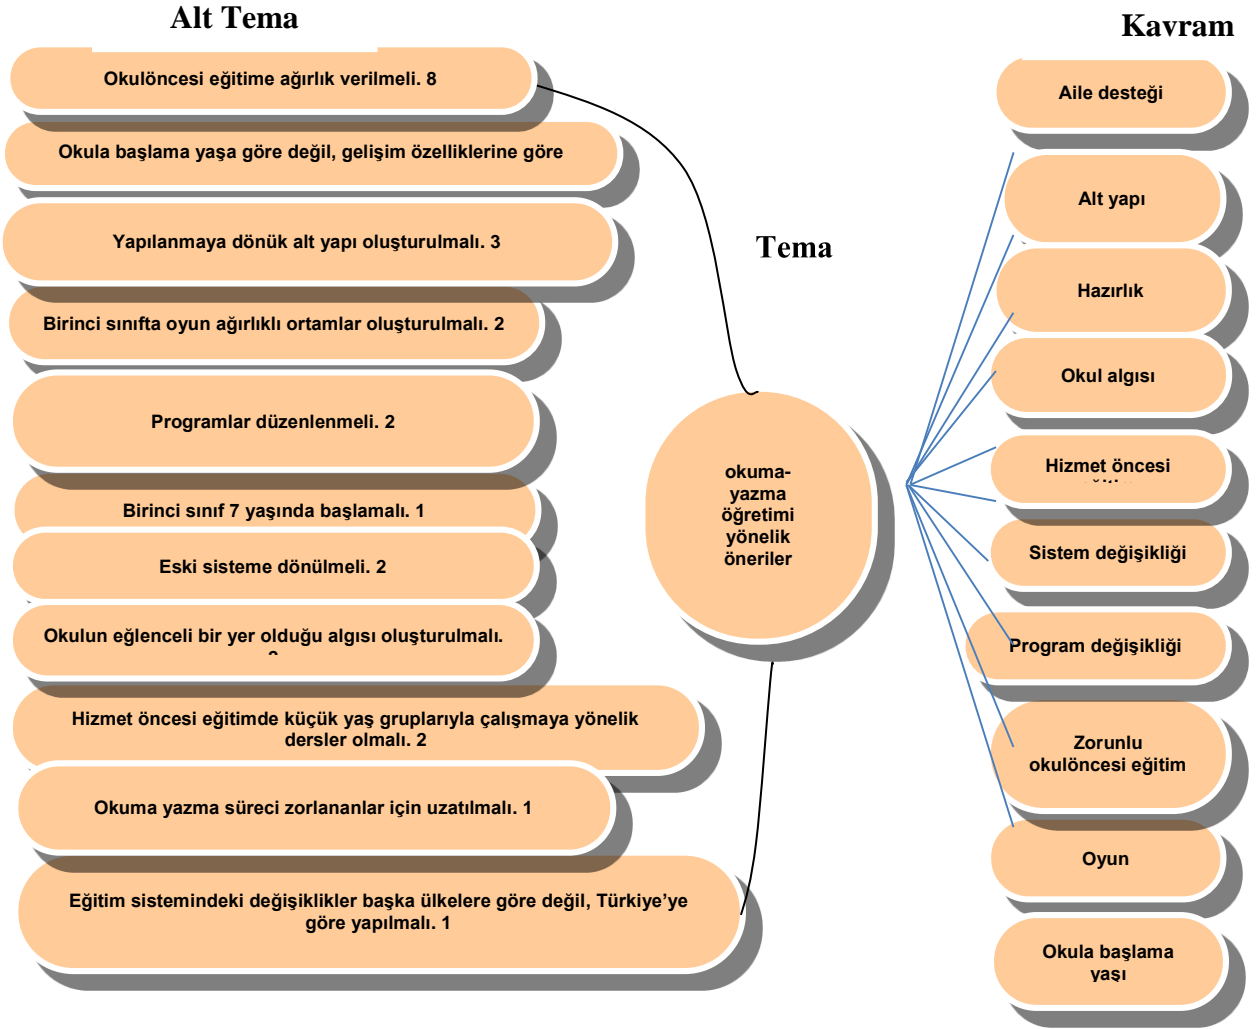 Alt Tema
Okulöncesi eğitime ağırlık verilmeli. 8
Okula başlama yaşa göre değil, gelişim özelliklerine göre
Yapılanmaya dönük alt yapı oluşturulmalı. 3
Birinci sınıfta oyun ağırlıklı ortamlar oluşturulmalı. 2
Programlar düzenlenmeli. 2
Birinci sınıf 7 yaşında başlamalı. 1
Eski sisteme dönülmeli. 2
Okulun eğlenceli bir yer olduğu algısı oluşturulmalı.
Hizmet öncesi eğitimde küçük yaş gruplarıyla çalışmaya yönelik
dersler olmalı. 2
Okuma yazma süreci zorlananlar için uzatılmalı. 1
Eğitim sistemindeki değişiklikler başka ülkelere göre değil, Türkiye’ye
göre yapılmalı. 1
Tema
okuma-
yazma
öğretimi
yönelik
öneriler
Kavram
Aile desteği
Alt yapı
Hazırlık
Okul algısı
Hizmet öncesi
Sistem değişikliği
Program değişikliği
Zorunlu
okulöncesi eğitim
Oyun
Okula başlama
yaşı